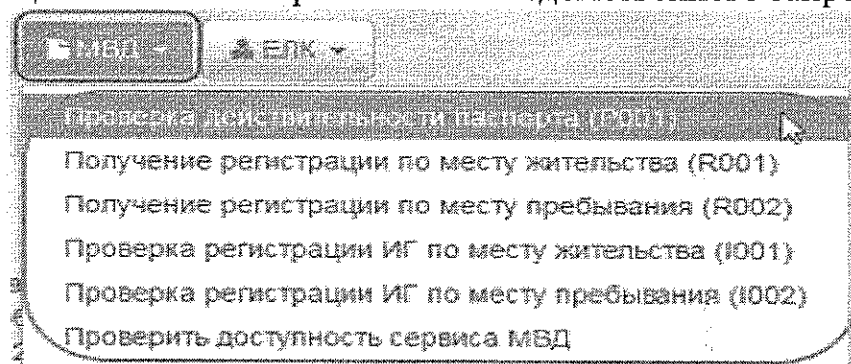 МВД ЕЛК
Проверка действительности паспорта (P001)
Получение регистрации по месту жительства (R001)
Получение регистрации по месту пребывания (R002)
Проверка регистрации ИГ по месту жительства (I001)
Проверка регистрации ИГ по месту пребывания (I002)
Проверить доступность сервиса МВД